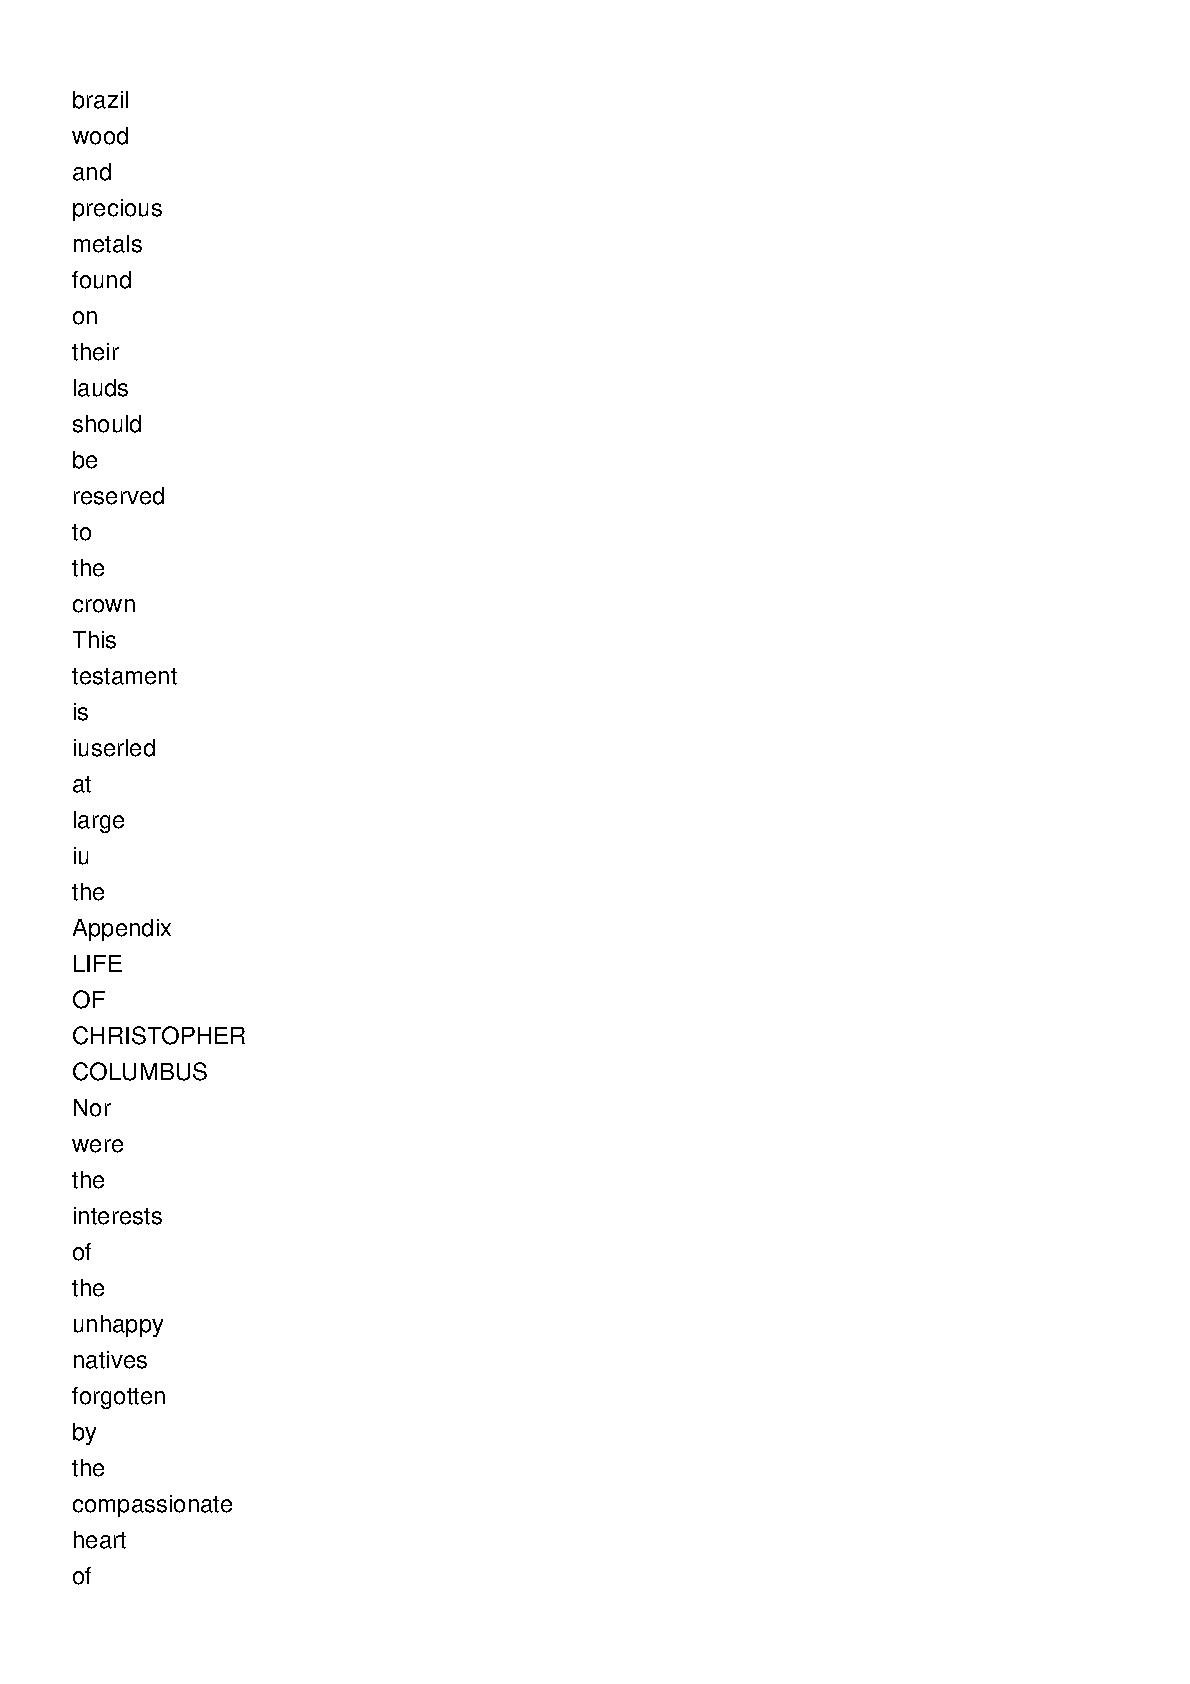 brazil
wood
and
precious
metals
found
on
their
lauds
should
be
reserved
to
the
crown
This
testament
is
iuserled
at
large
iu
the
Appendix
LIFE
OF
CHRISTOPHER
COLUMBUS
Nor
were
the
interests
of
the
unhappy
natives
forgotten
by
the
compassionate
heart
of